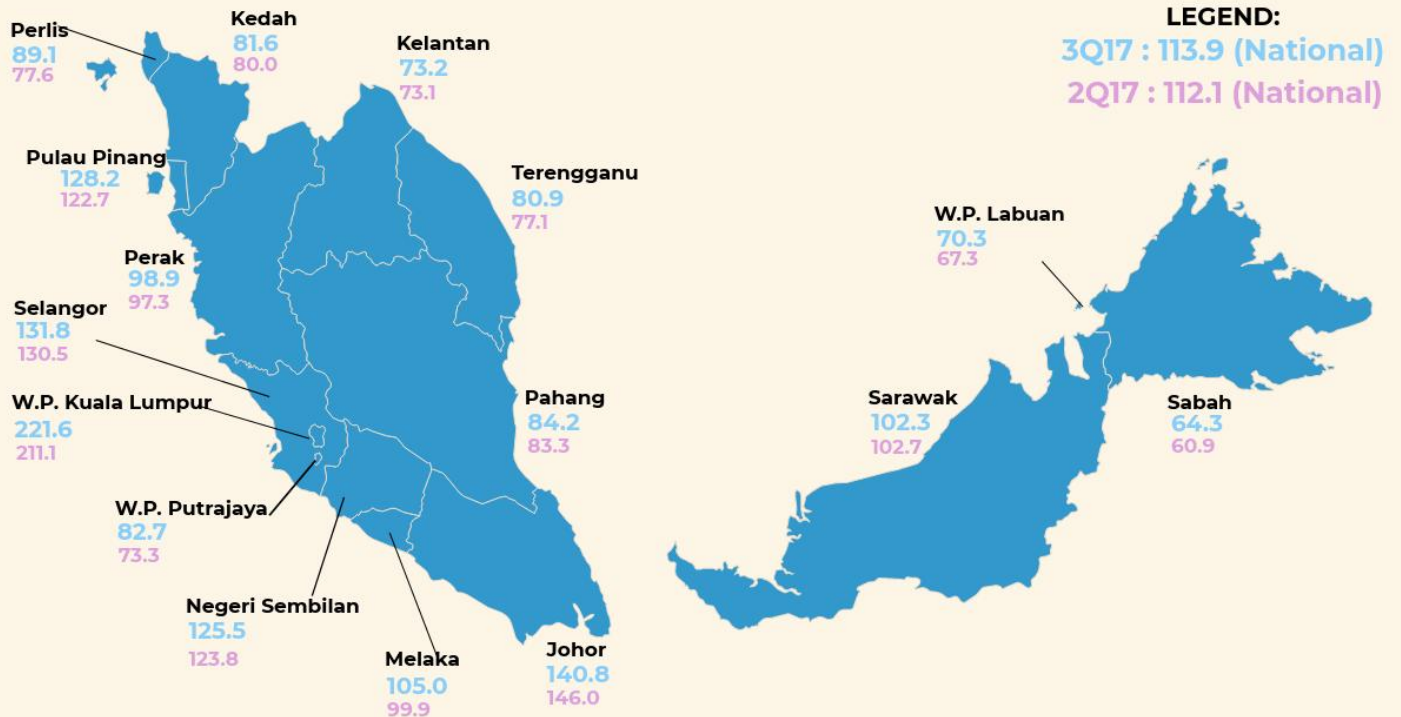 LEGEND:
3Q17 : 113.9 (National)
2Q17 : 112.1 (National)
Perlis
89.1
77.6
Kedah
81.6
80.0
Kelantan
73.2
73.1
Pulau Pinang
128.2
122.7
Terengganu
80.9
77.1
Perak
98.9
97.3
Selangor
131.8
130.5
W.P. Kuala Lumpur
221.6
211.1
Pahang
84.2
83.3
W.P. Putrajaya
82.7
73.3
Negeri Sembilan
125.5
123.8
Melaka
105.0
99.9
Johor
140.8
146.0
W.P. Labuan
70.3
67.3
Sarawak
102.3
102.7
Sabah
64.3
60.9